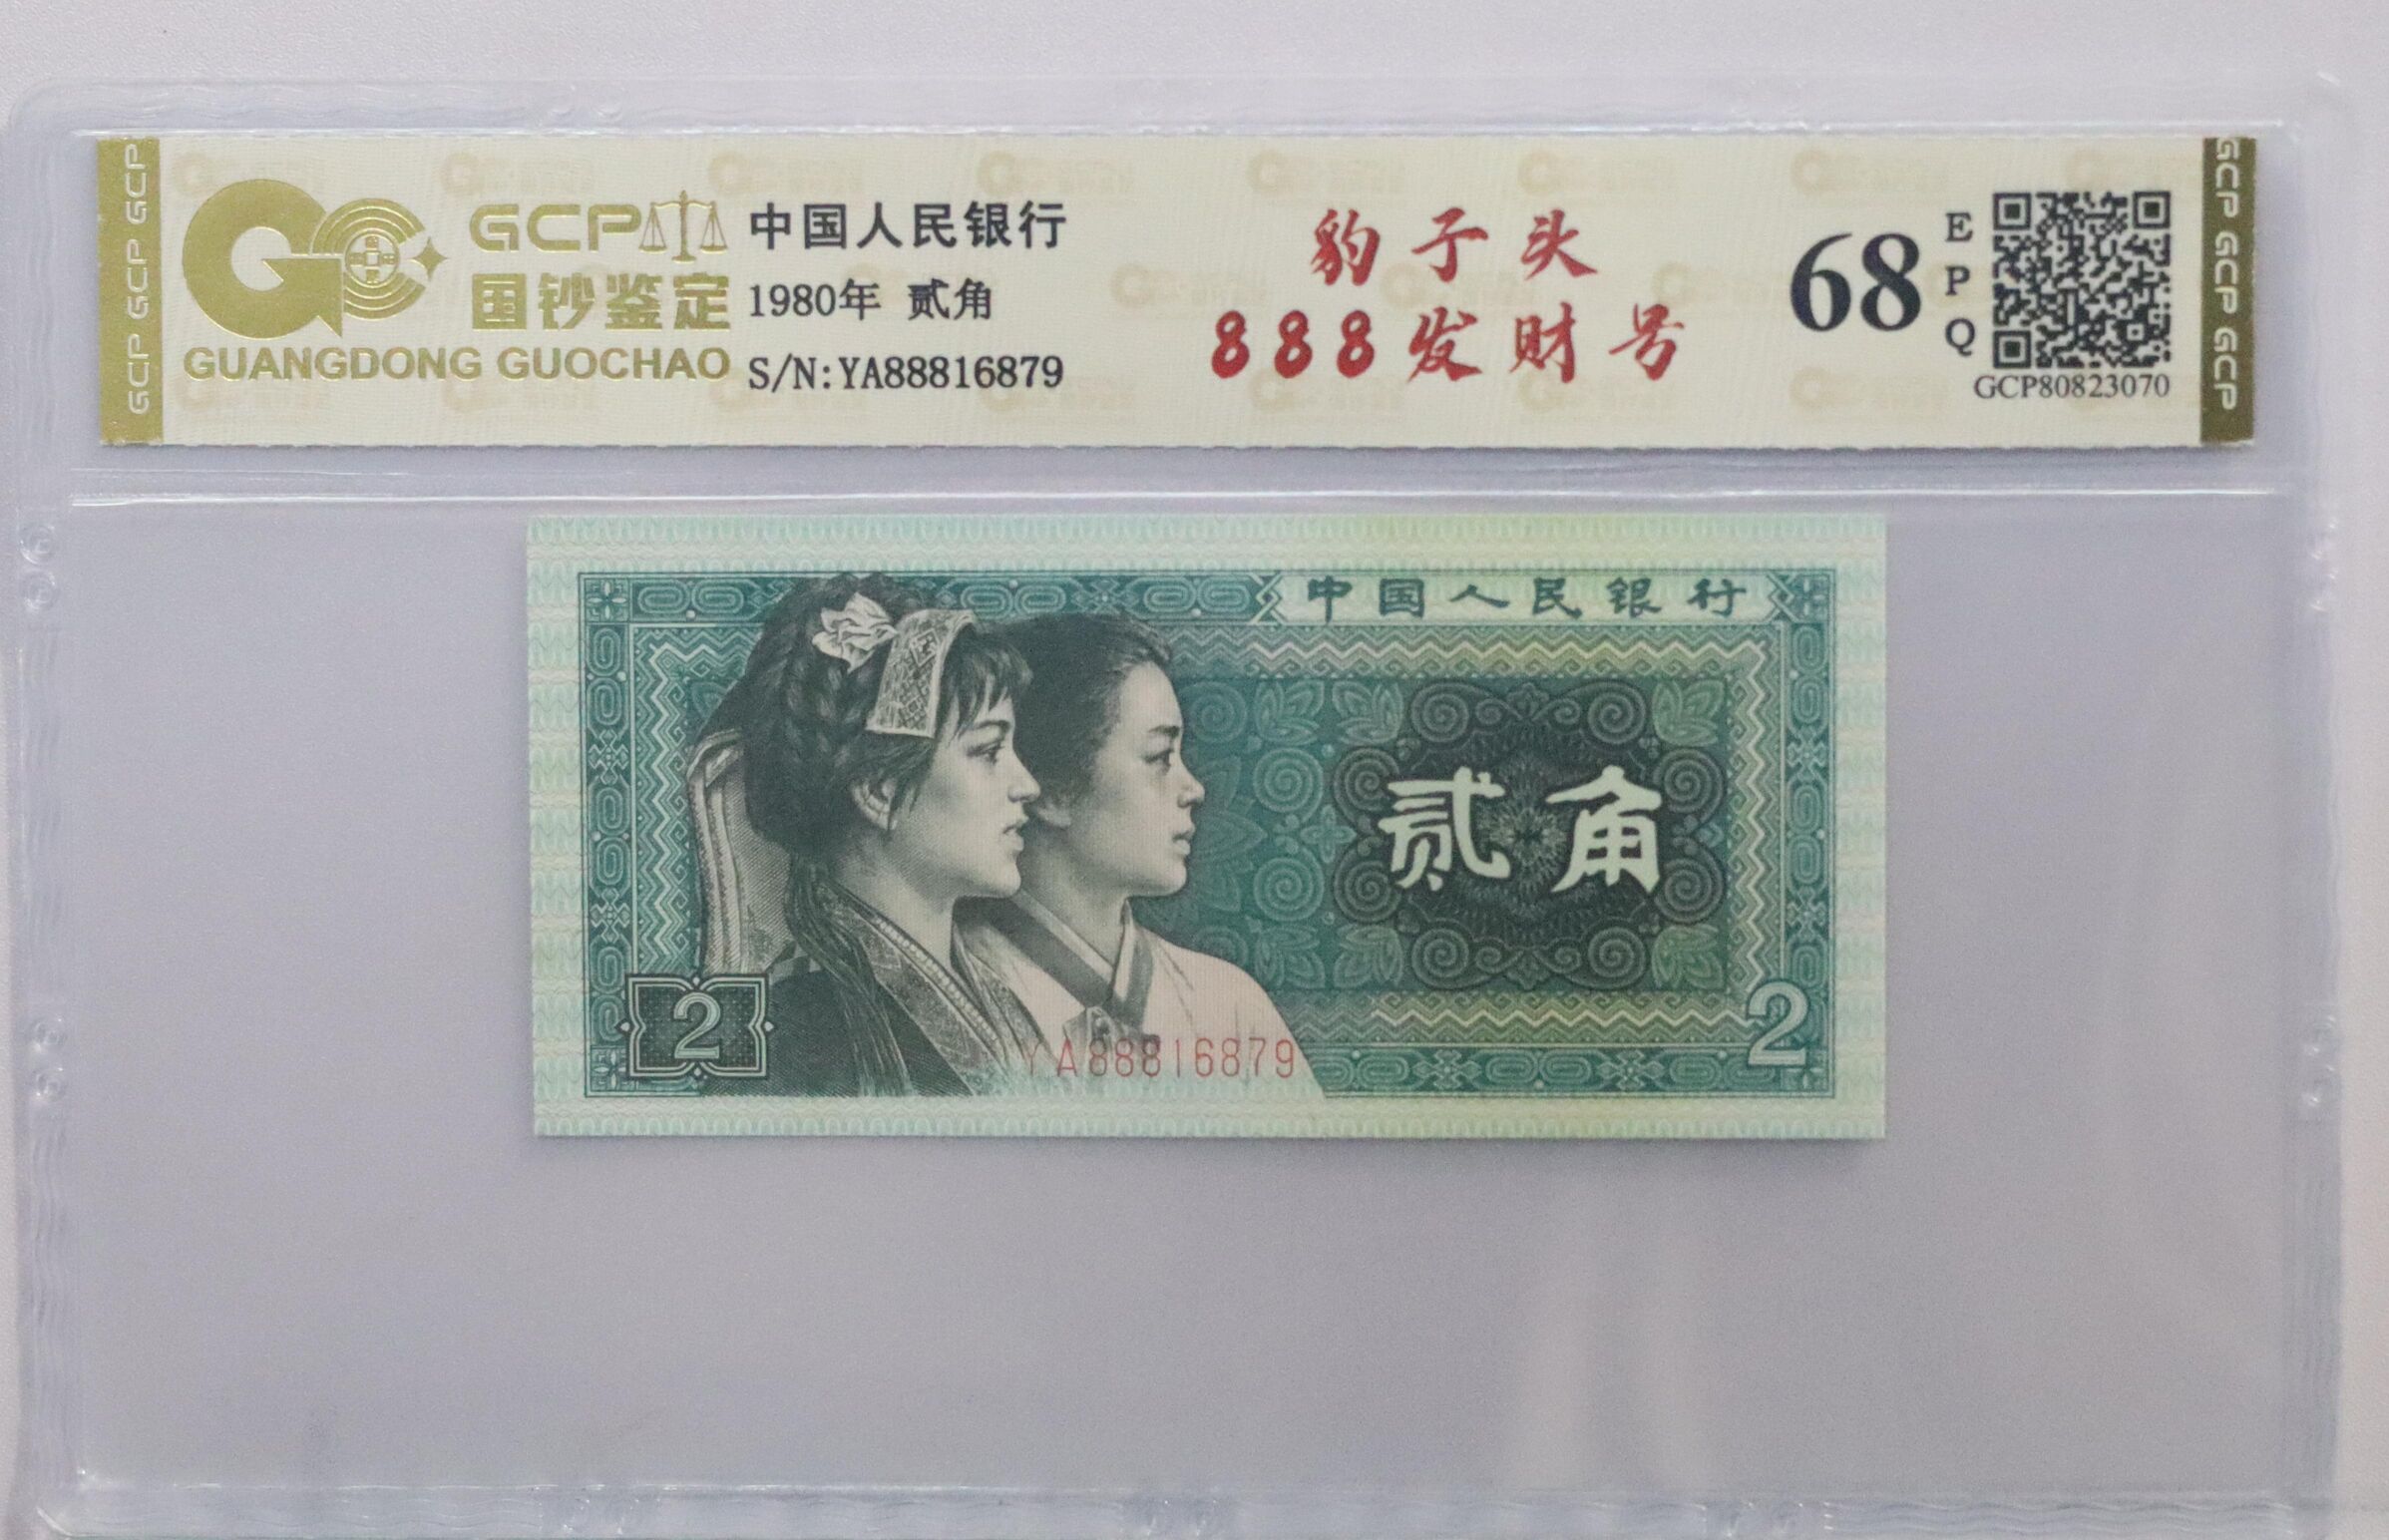 GCP GCP GCP
GCP
国钞鉴定
GUANGDONG GUOCHAO
中国人民银行
1980年 贰角
S/N:YA88816879
豹子头
888发财号
68
EPQ
GCP80823070
GCP GCP GCP
中国人民银行
贰角
2
2
YA88816879